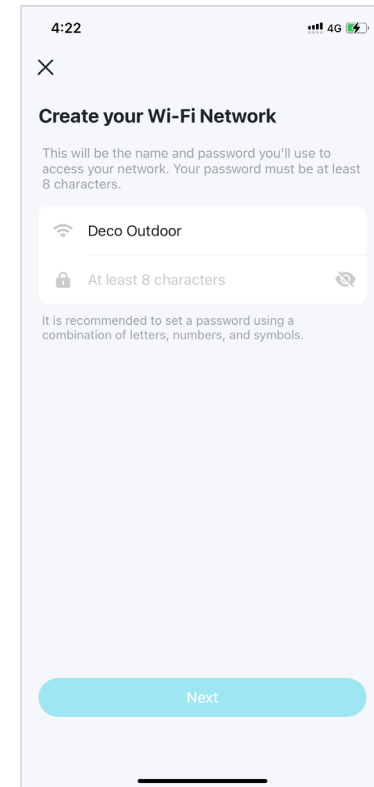 4:22
4G
Create your Wi-Fi Network
This will be the name and password you'll use to
access your network. Your password must be at least
8 characters.
Deco Outdoor
At least 8 characters
It is recommended to set a password using a
combination of letters, numbers, and symbols.
Next